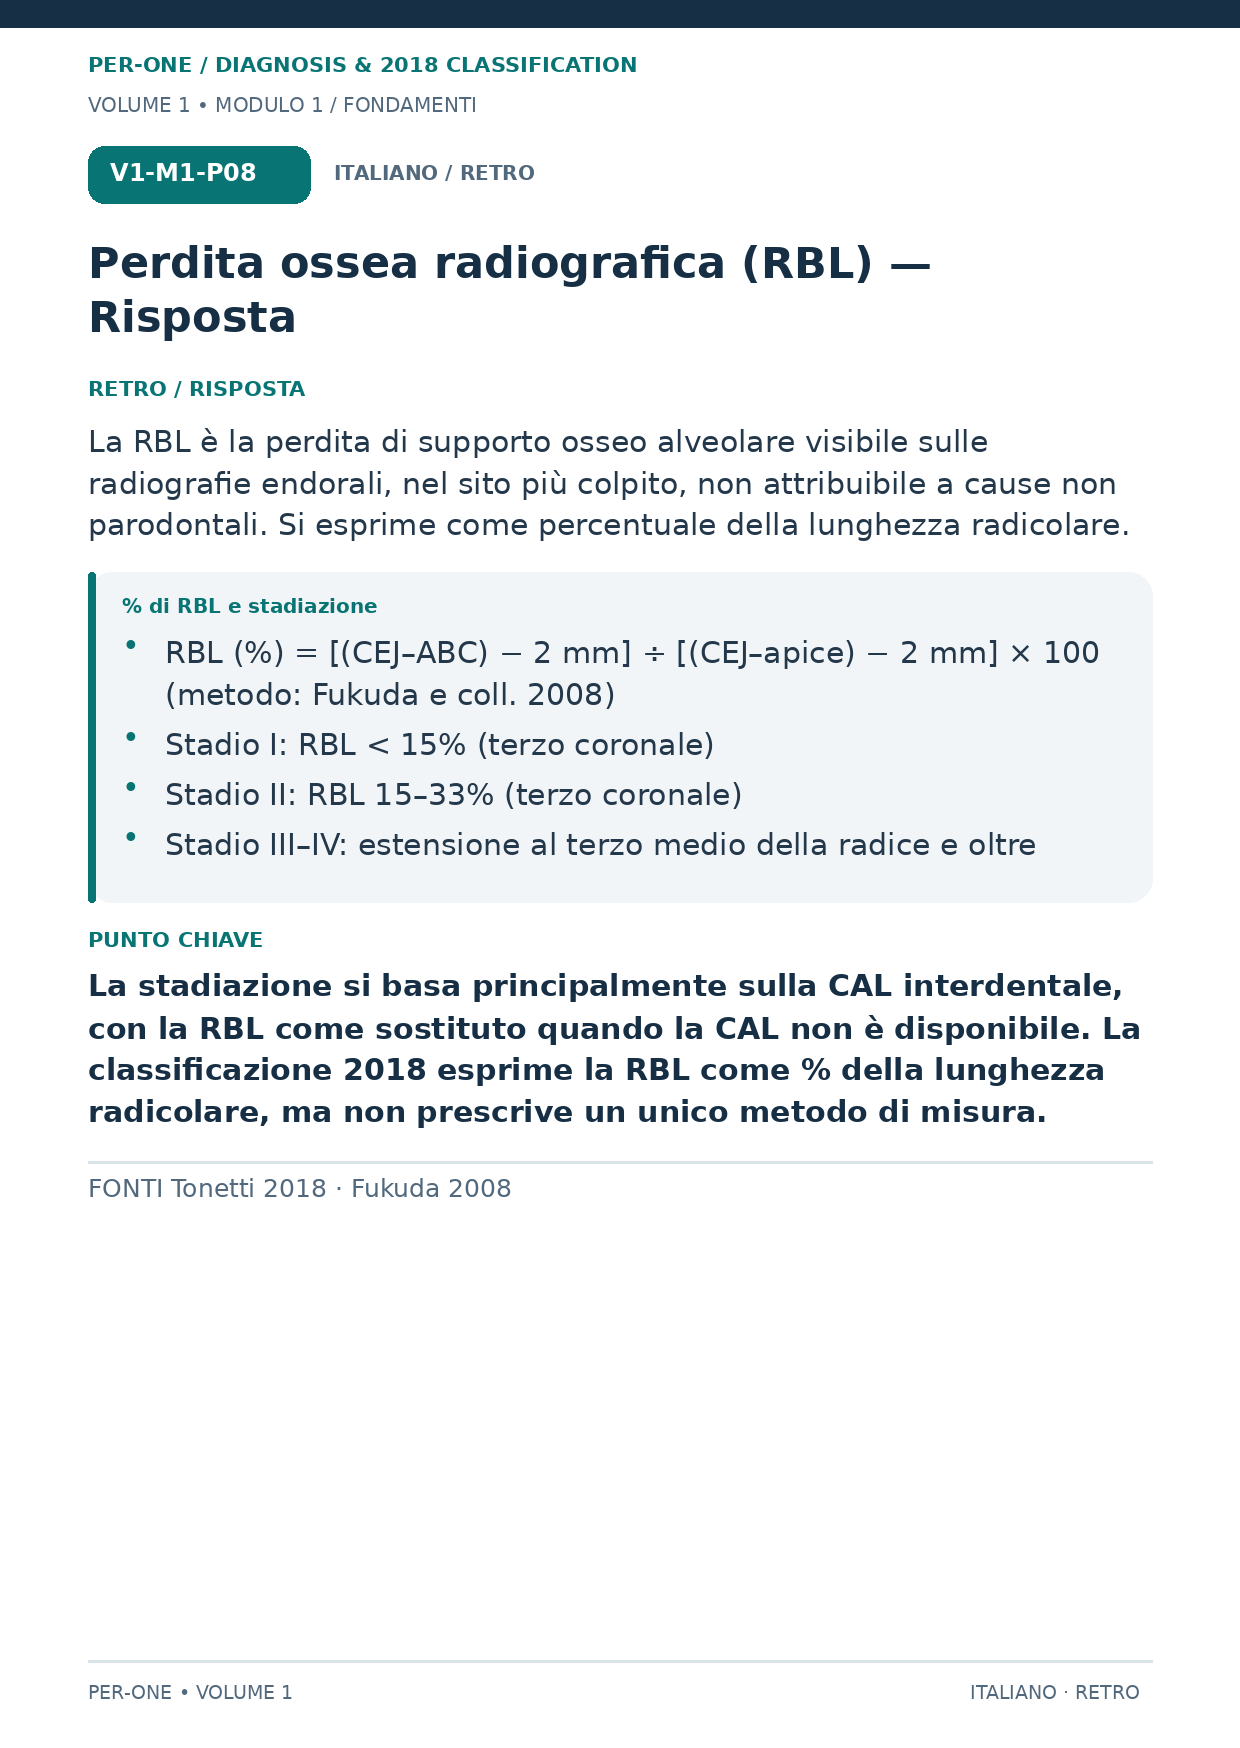 PER-ONE / DIAGNOSIS & 2018 CLASSIFICATION
VOLUME 1 • MODULO 1 / FONDAMENTI
V1-M1-P08
ITALIANO / RETRO
Perdita ossea radiografica (RBL) —
Risposta
RETRO / RISPOSTA
La RBL è la perdita di supporto osseo alveolare visibile sulle
radiografie endorali, nel sito più colpito, non attribuibile a cause non
parodontali. Si esprime come percentuale della lunghezza radicolare.
% di RBL e stadiazione
• RBL (%) = [(CEJ–ABC) − 2 mm] ÷ [(CEJ–apice) − 2 mm] × 100
(metodo: Fukuda e coll. 2008)
• Stadio I: RBL < 15% (terzo coronale)
• Stadio II: RBL 15–33% (terzo coronale)
• Stadio III–IV: estensione al terzo medio della radice e oltre
PUNTO CHIAVE
La stadiazione si basa principalmente sulla CAL interdentale,
con la RBL come sostituto quando la CAL non è disponibile. La
classificazione 2018 esprime la RBL come % della lunghezza
radicolare, ma non prescrive un unico metodo di misura.
FONTI Tonetti 2018 · Fukuda 2008
PER-ONE • VOLUME 1
ITALIANO · RETRO